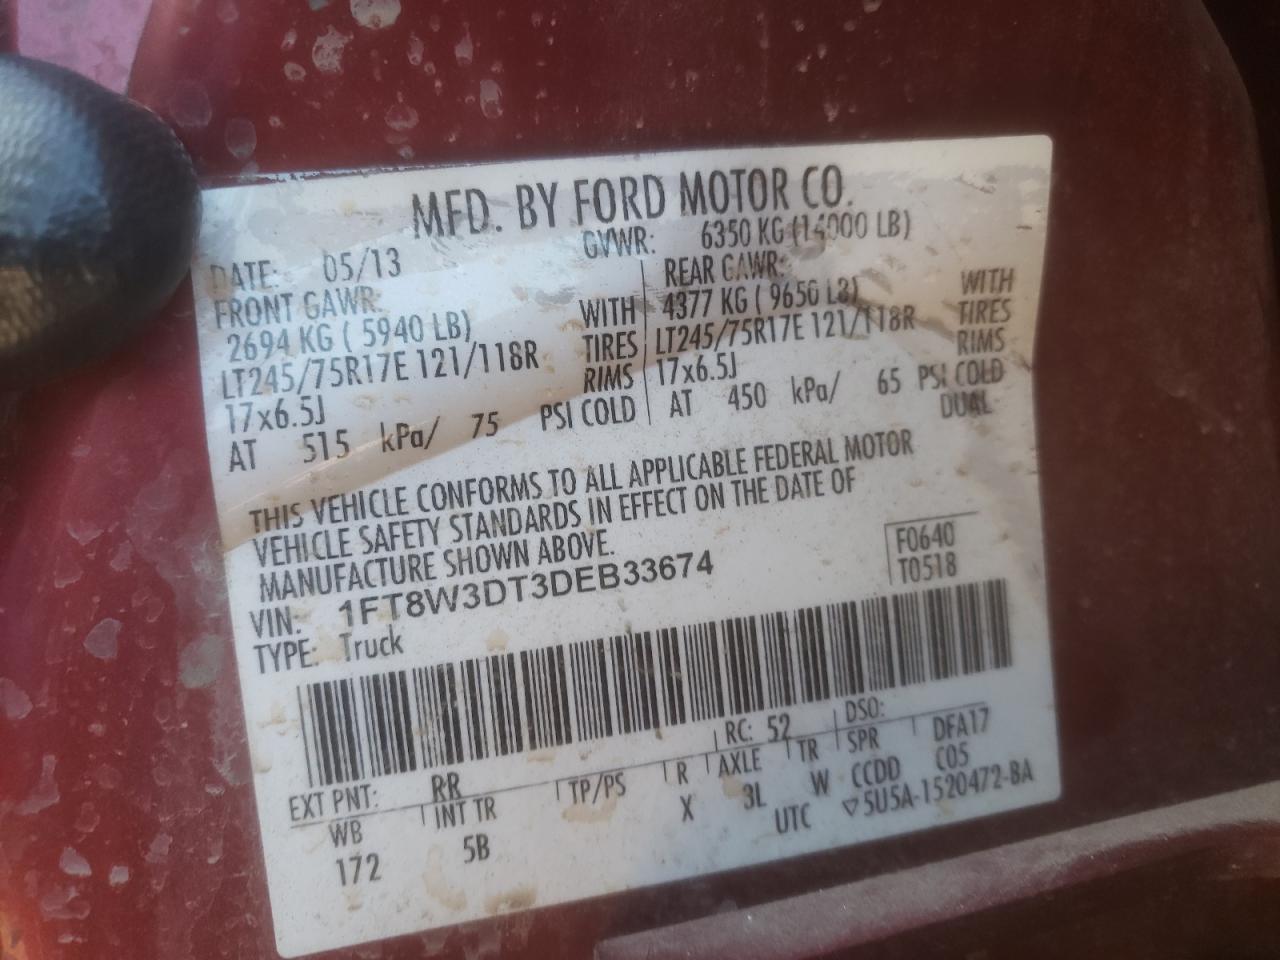 MFD. BY FORD MOTOR CO.
DATE: 05/13
GVWR: 6350 KG (14000 LB)
FRONT GAWR:
2694 KG ( 5940 LB)
LT245/75R17E 121/118R
17x6.5J
WITH
TIRES
RIMS
AT 515 kPa/ 75 PSI COLD
REAR GAWR:
4377 KG ( 9650 LB)
LT245/75R17E 121/118R
17x6.5J
WITH
TIRES
RIMS
AT 450 kPa/ 65 PSI COLD
DUAL
THIS VEHICLE CONFORMS TO ALL APPLICABLE FEDERAL MOTOR
VEHICLE SAFETY STANDARDS IN EFFECT ON THE DATE OF
MANUFACTURE SHOWN ABOVE.
VIN: 1FT8W3DT3DEB33674
TYPE: Truck
F0640
T0518
EXT PNT: RR
RC: 52
DSO:
WB
INT TR
TP/PS
R
AXLE
TR
SPR
DFA17
172
5B
X
3L
W
CCDD
C05
UTC
▽5U5A-1520472-BA